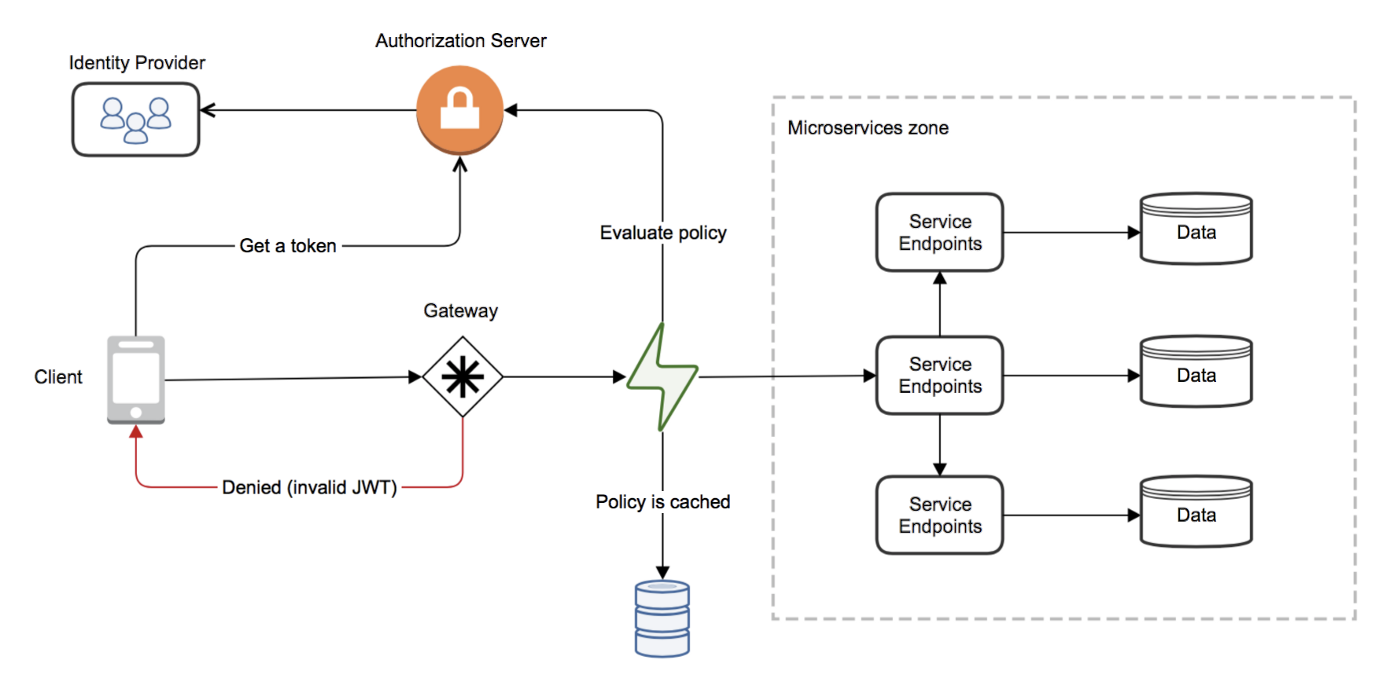 Authorization Server
Identity Provider
Microservices zone
Service
Endpoints
Data
Evaluate policy
Get a token
Gateway
Client
Service
Endpoints
Data
Denied (invalid JWT)
Policy is cached
Service
Endpoints
Data